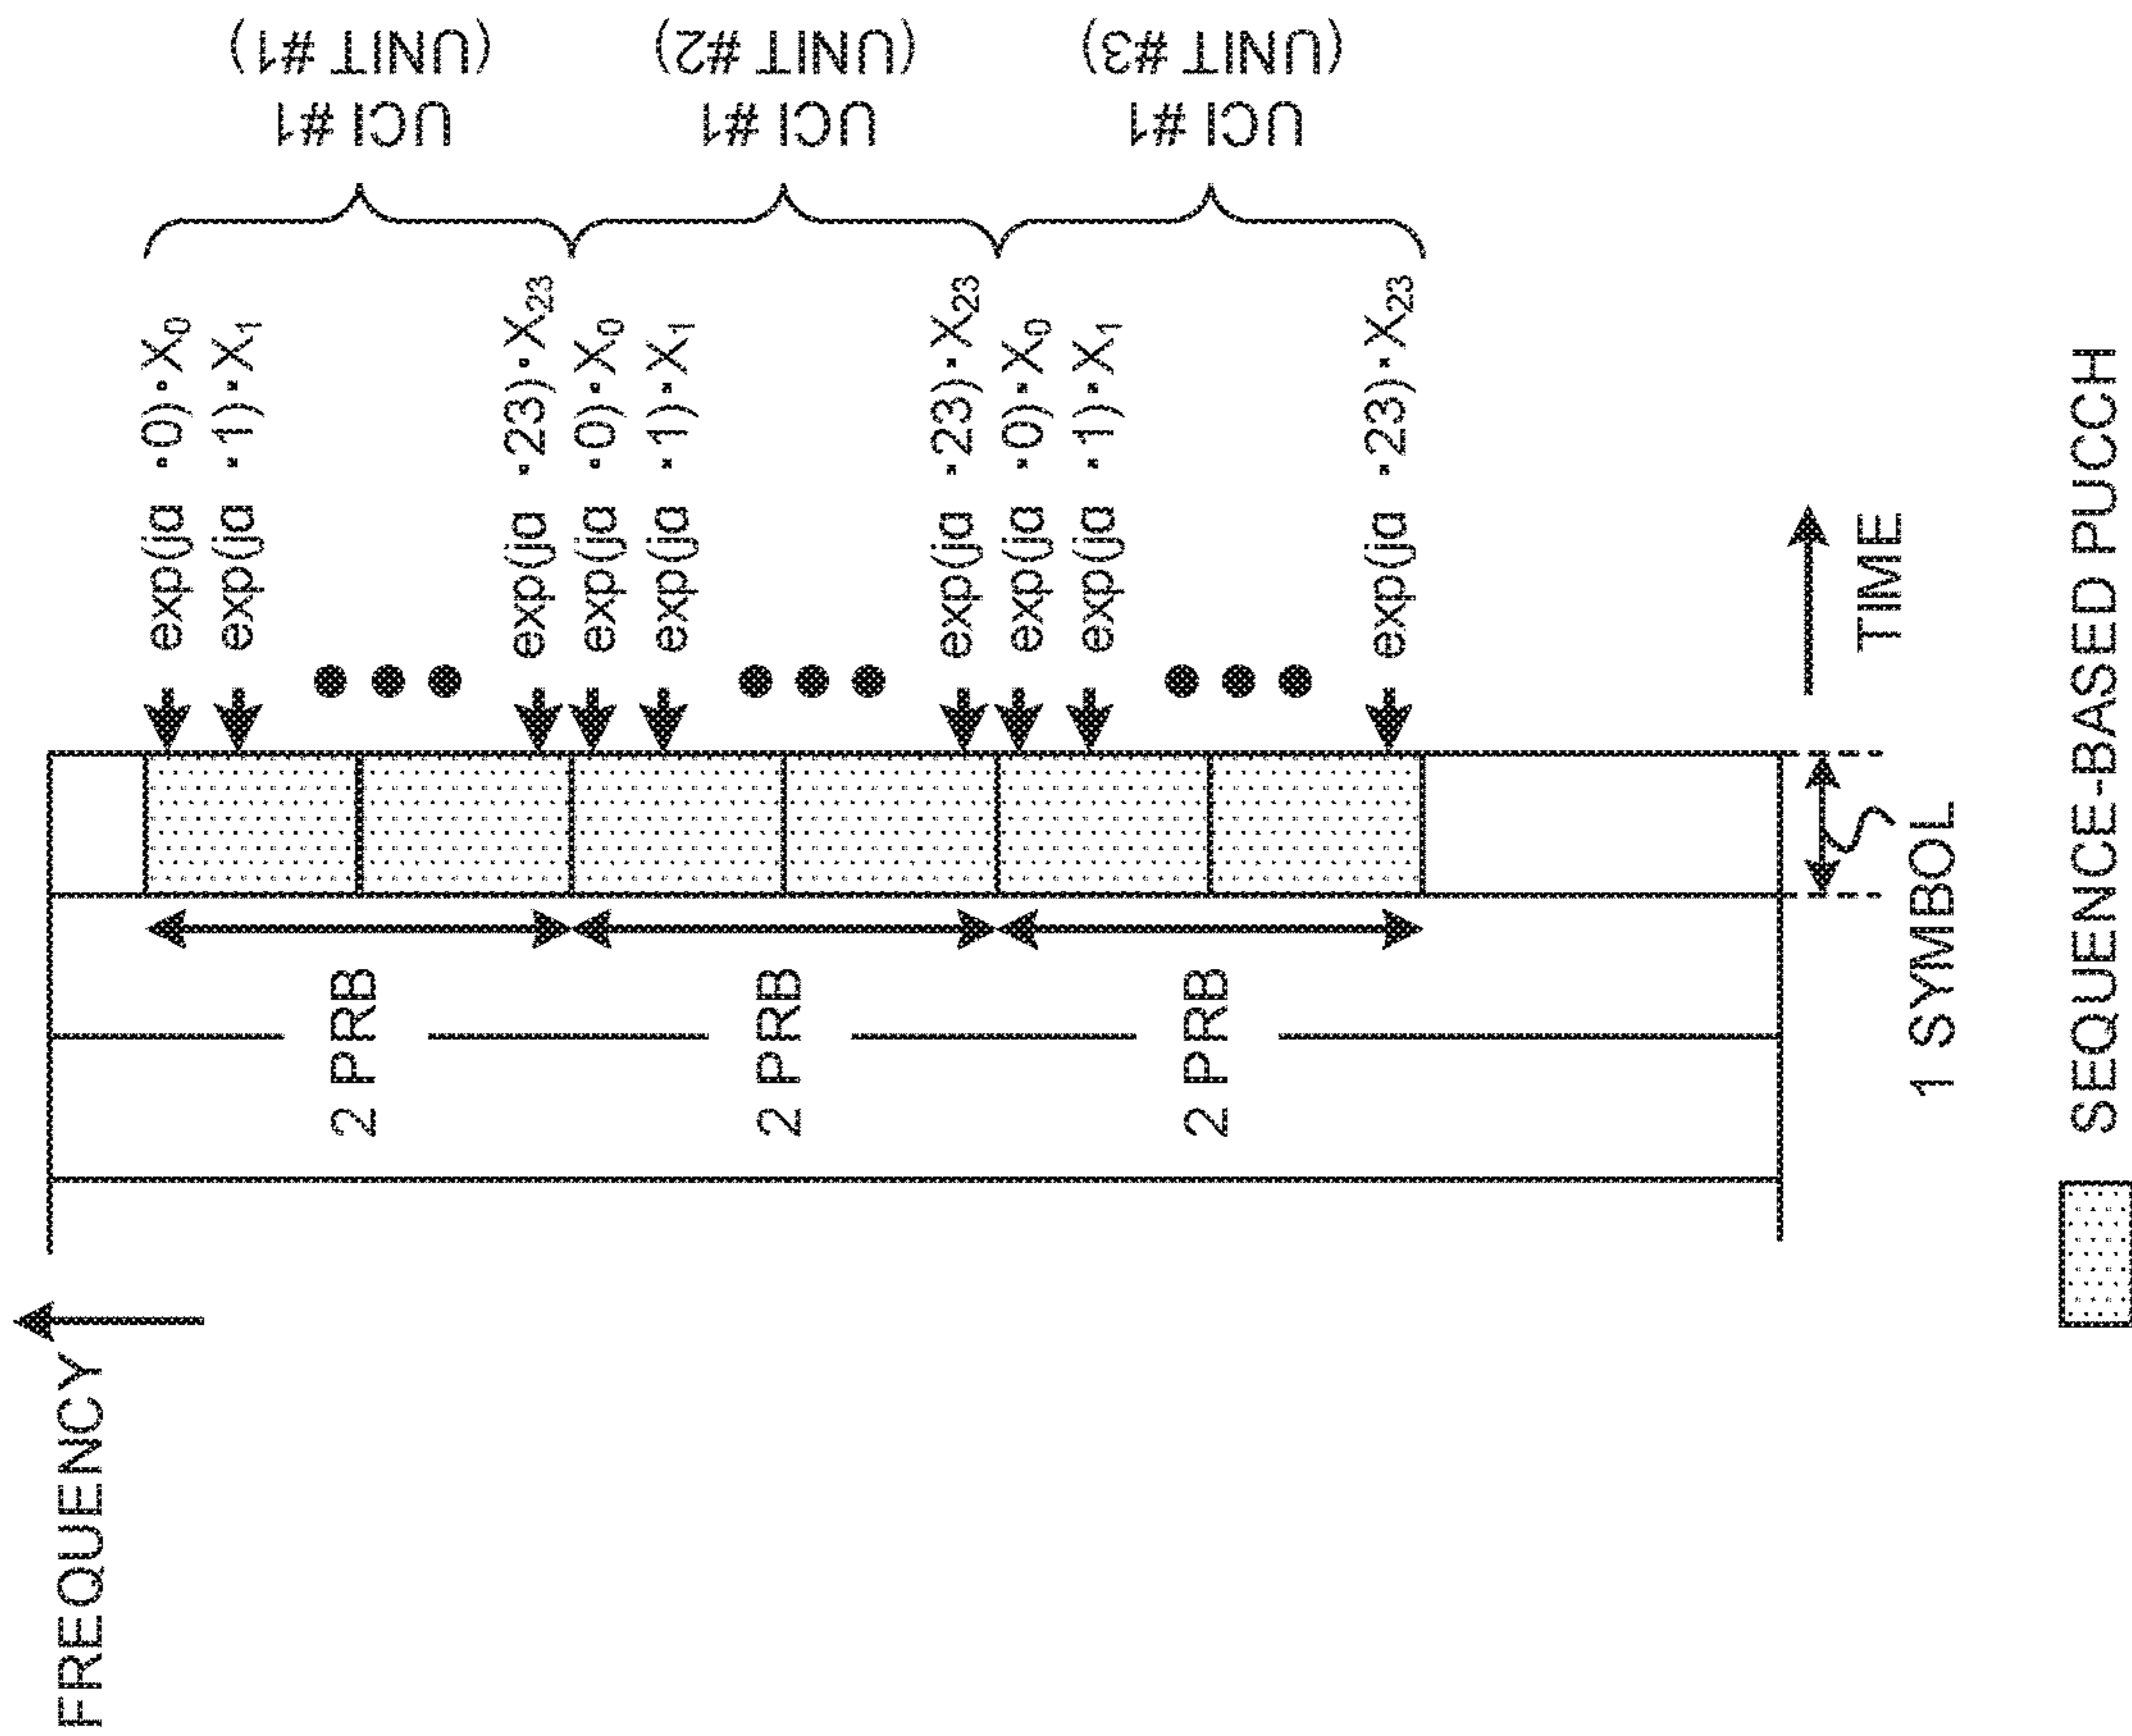 FREQUENCY
2 PRB
2 PRB
2 PRB
exp(jα ·0)·X₀
exp(jα ·1)·X₁
exp(jα ·23)·X₂₃
exp(jα ·0)·X₀
exp(jα ·1)·X₁
exp(jα ·23)·X₂₃
exp(jα ·0)·X₀
exp(jα ·1)·X₁
exp(jα ·23)·X₂₃
UCI #1
(UNIT #1)
UCI #1
(UNIT #2)
UCI #1
(UNIT #3)
TIME
1 SYMBOL
SEQUENCE-BASED PUCCH